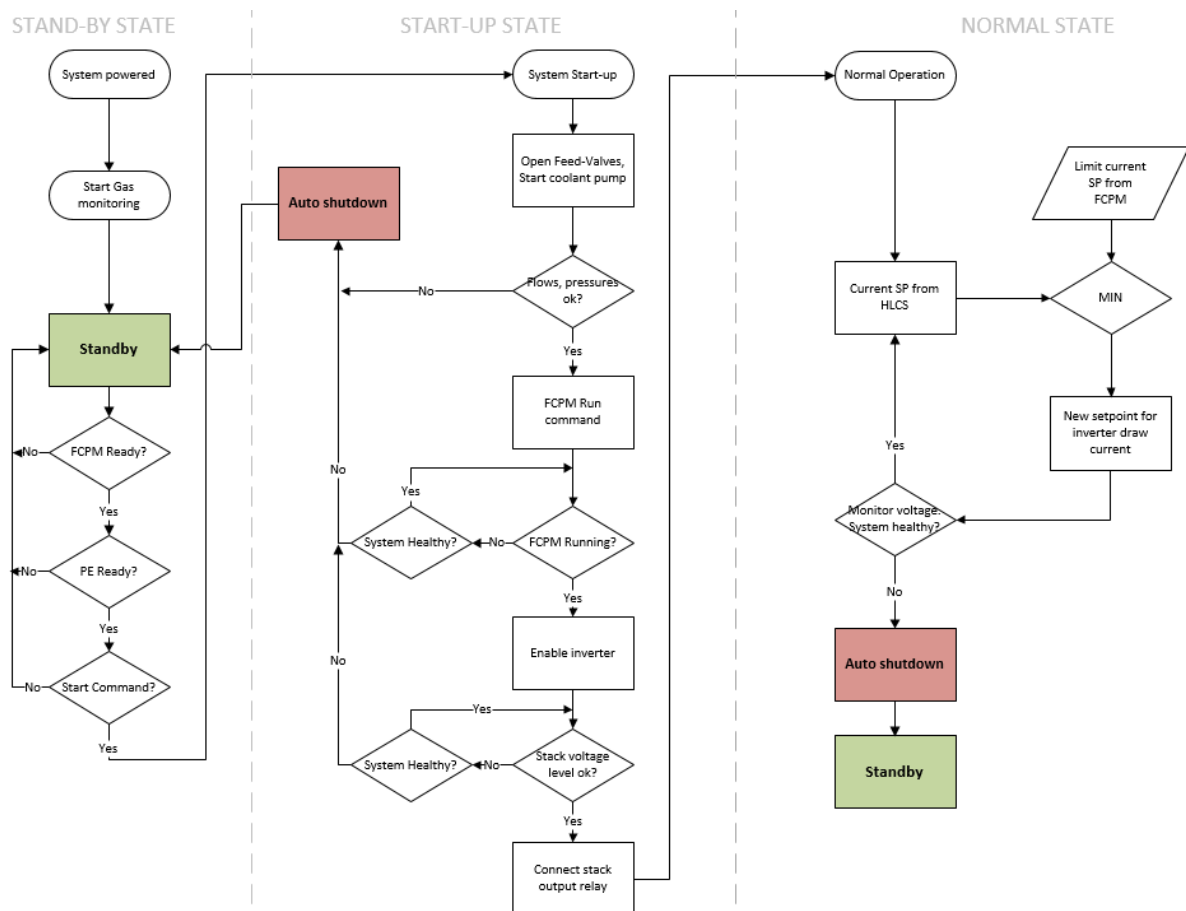 STAND-BY STATE
System powered
Start Gas
monitoring
Standby
FCPM Ready?
No
Yes
PE Ready?
No
Yes
Start Command?
No
Yes
START-UP STATE
System Start-up
Open Feed-Valves,
Start coolant pump
Auto shutdown
Flows, pressures
ok?
No
Yes
FCPM Run
command
No
Yes
System Healthy?
No
FCPM Running?
Yes
Enable inverter
No
Yes
System Healthy?
No
Stack voltage
level ok?
Yes
Connect stack
output relay
NORMAL STATE
Normal Operation
Limit current
SP from
FCPM
Current SP from
HLCS
MIN
New setpoint for
inverter draw
current
Yes
Monitor voltage.
System healthy?
No
Auto shutdown
Standby